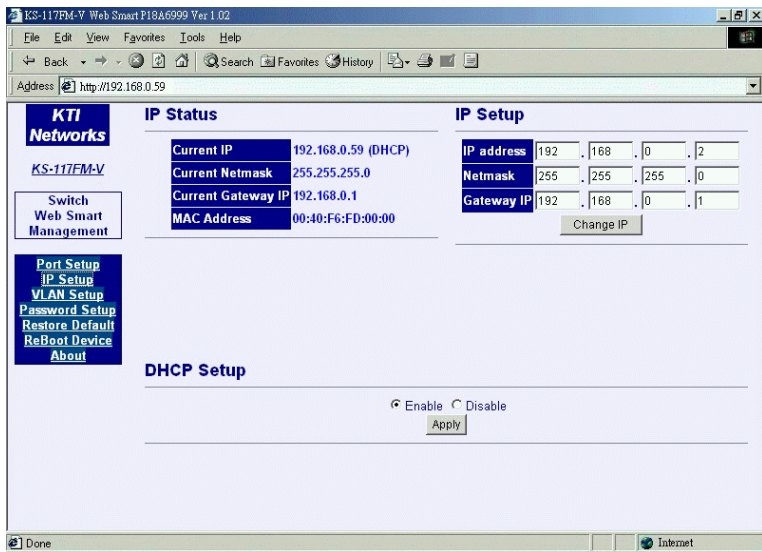 KS-117FM-V Web Smart P18A6999 Ver 1.02
File Edit View Favorites Tools Help
Back Search Favorites History
Address http://192.168.0.59
KTI
Networks
KS-117FM-V
Switch
Web Smart
Management
Port Setup
IP Setup
VLAN Setup
Password Setup
Restore Default
ReBoot Device
About
IP Status
Current IP 192.168.0.59 (DHCP)
Current Netmask 255.255.255.0
Current Gateway IP 192.168.0.1
MAC Address 00:40:F6:FD:00:00
IP Setup
IP address 192 . 168 . 0 . 2
Netmask 255 . 255 . 255 . 0
Gateway IP 192 . 168 . 0 . 1
Change IP
DHCP Setup
Enable Disable
Apply
Done Internet